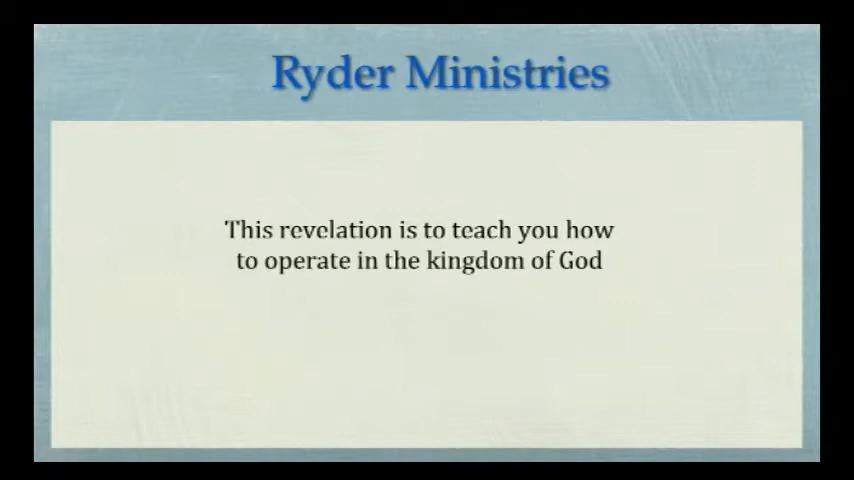 Ryder Ministries
This revelation is to teach you how
to operate in the kingdom of God